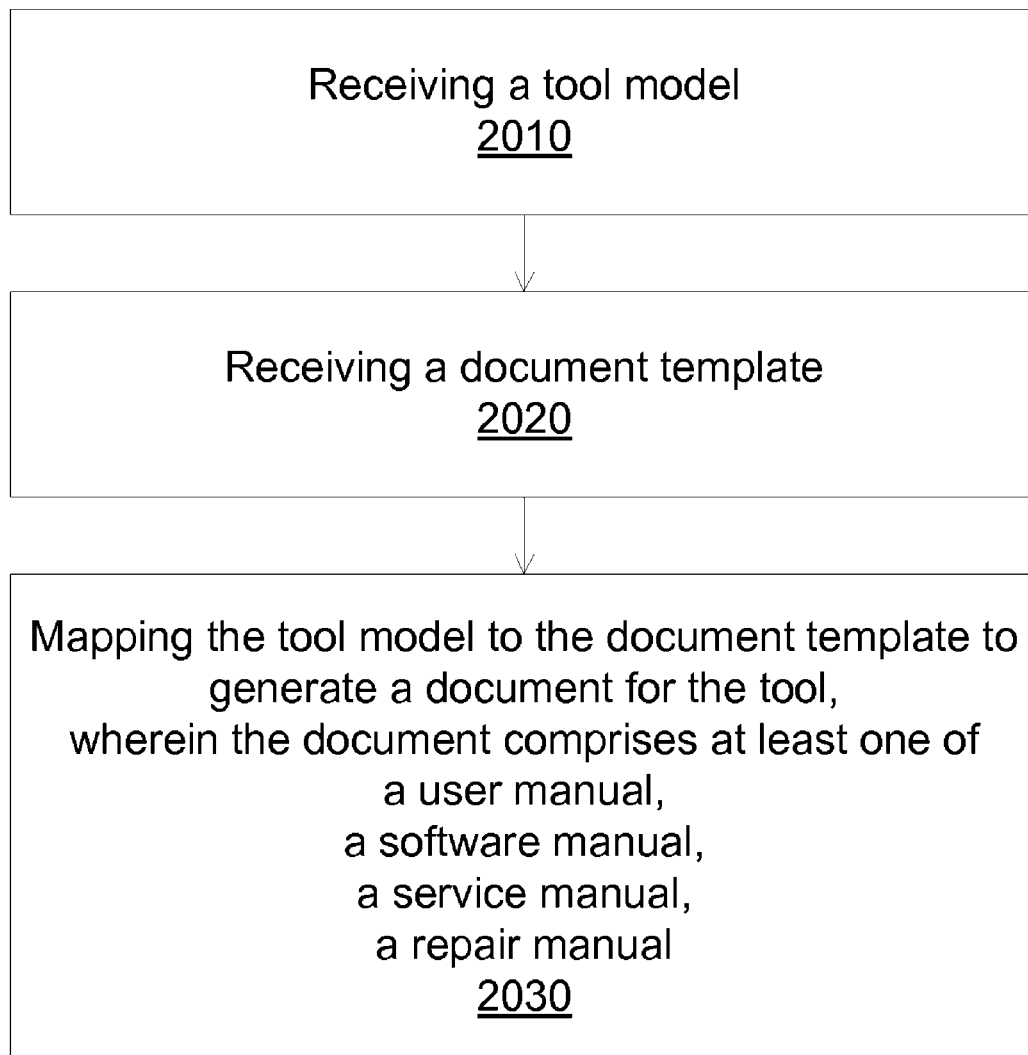 Receiving a tool model
2010
Receiving a document template
2020
Mapping the tool model to the document template to
generate a document for the tool,
wherein the document comprises at least one of
a user manual,
a software manual,
a service manual,
a repair manual
2030